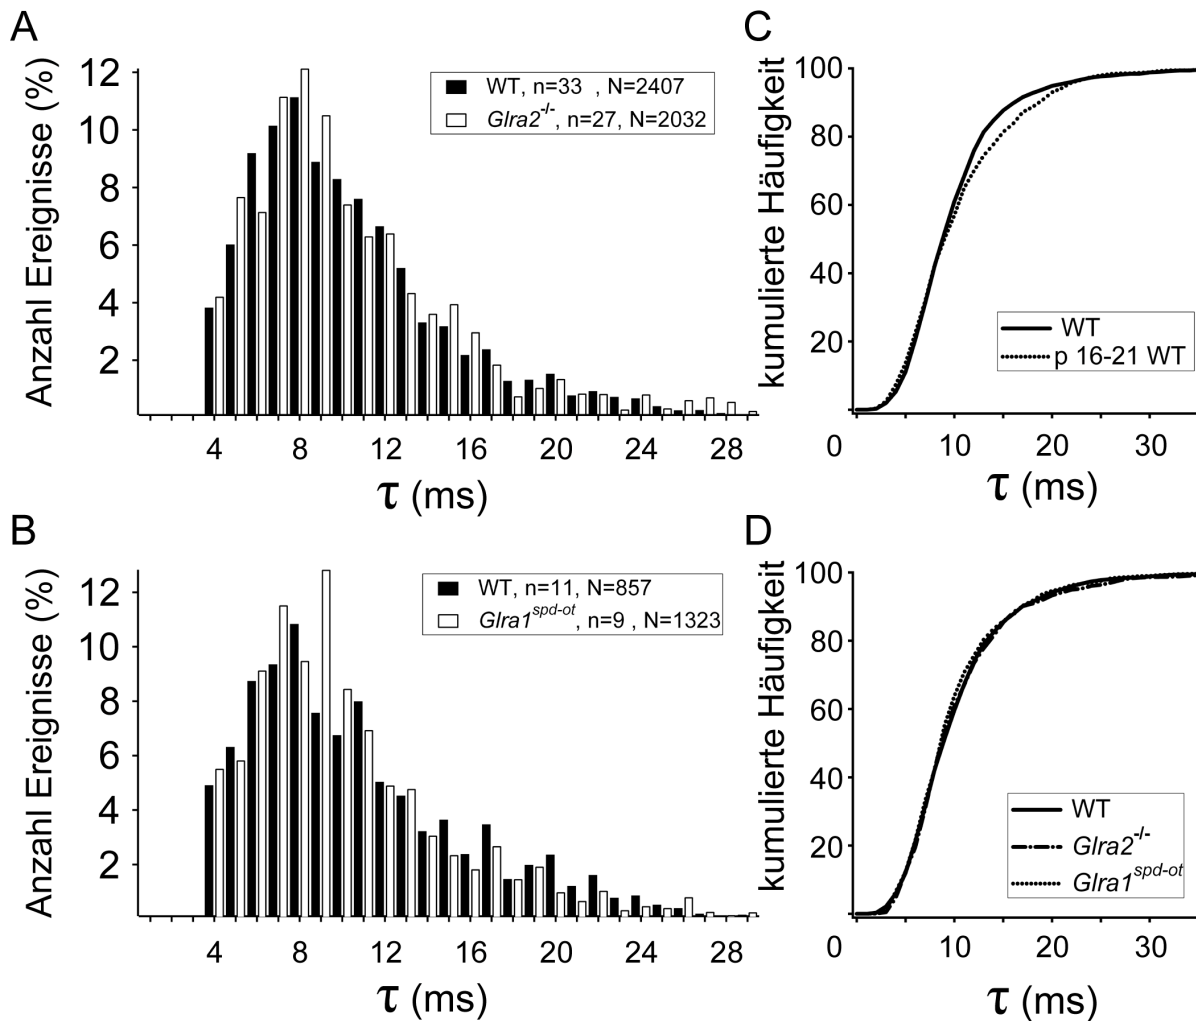 A
Anzahl Ereignisse (%)
12
10
8
6
4
2
WT, n=33 , N=2407
Glra2-/-, n=27, N=2032
4 8 12 16 20 24 28
τ (ms)
B
Anzahl Ereignisse (%)
12
10
8
6
4
2
WT, n=11, N=857
Glra1spd-ot, n=9 , N=1323
4 8 12 16 20 24 28
τ (ms)
C
kumulierte Häufigkeit
100
80
60
40
20
WT
p 16-21 WT
0 10 20 30
τ (ms)
D
kumulierte Häufigkeit
100
80
60
40
20
WT
Glra2-/-
Glra1spd-ot
0 10 20 30
τ (ms)